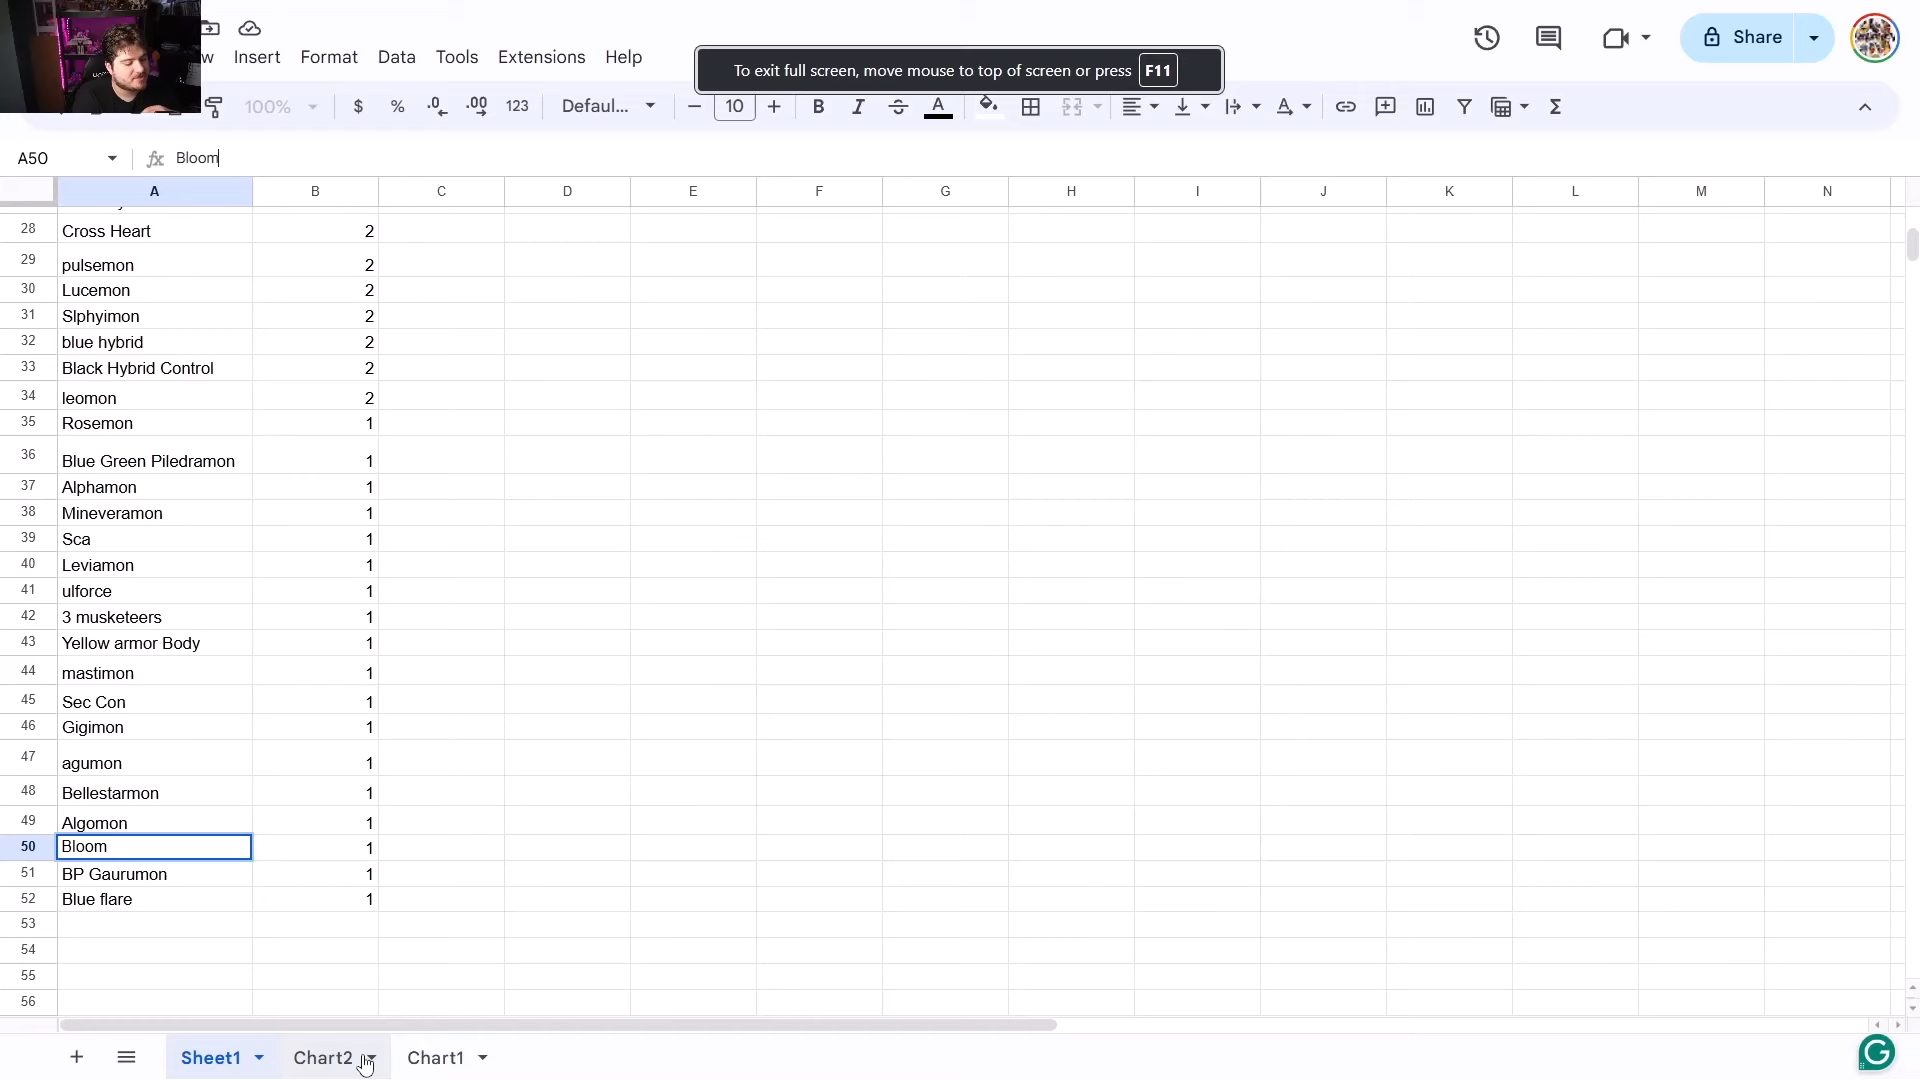 w Insert Format Data Tools Extensions Help
To exit full screen, move mouse to top of screen or press F11
Share
100% $ % .0 .00 123 Defaul... − 10 + B I S A Σ
A50 fx Bloom
A B C D E F G H I J K L M N
28 Cross Heart 2
29 pulsemon 2
30 Lucemon 2
31 Slphyimon 2
32 blue hybrid 2
33 Black Hybrid Control 2
34 leomon 2
35 Rosemon 1
36 Blue Green Piledramon 1
37 Alphamon 1
38 Mineveramon 1
39 Sca 1
40 Leviamon 1
41 ulforce 1
42 3 musketeers 1
43 Yellow armor Body 1
44 mastimon 1
45 Sec Con 1
46 Gigimon 1
47 agumon 1
48 Bellestarmon 1
49 Algomon 1
50 Bloom 1
51 BP Gaurumon 1
52 Blue flare 1
53
54
55
56
+ Sheet1 Chart2 Chart1